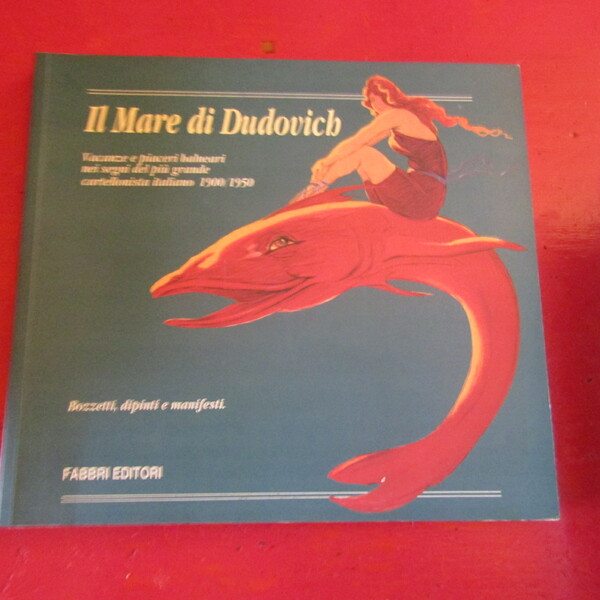 Il Mare di Dudovich
Vacanze e piaceri balneari
nei segni del più grande
cartellonista italiano 1900/1950
Bozzetti, dipinti e manifesti.
FABBRI EDITORI